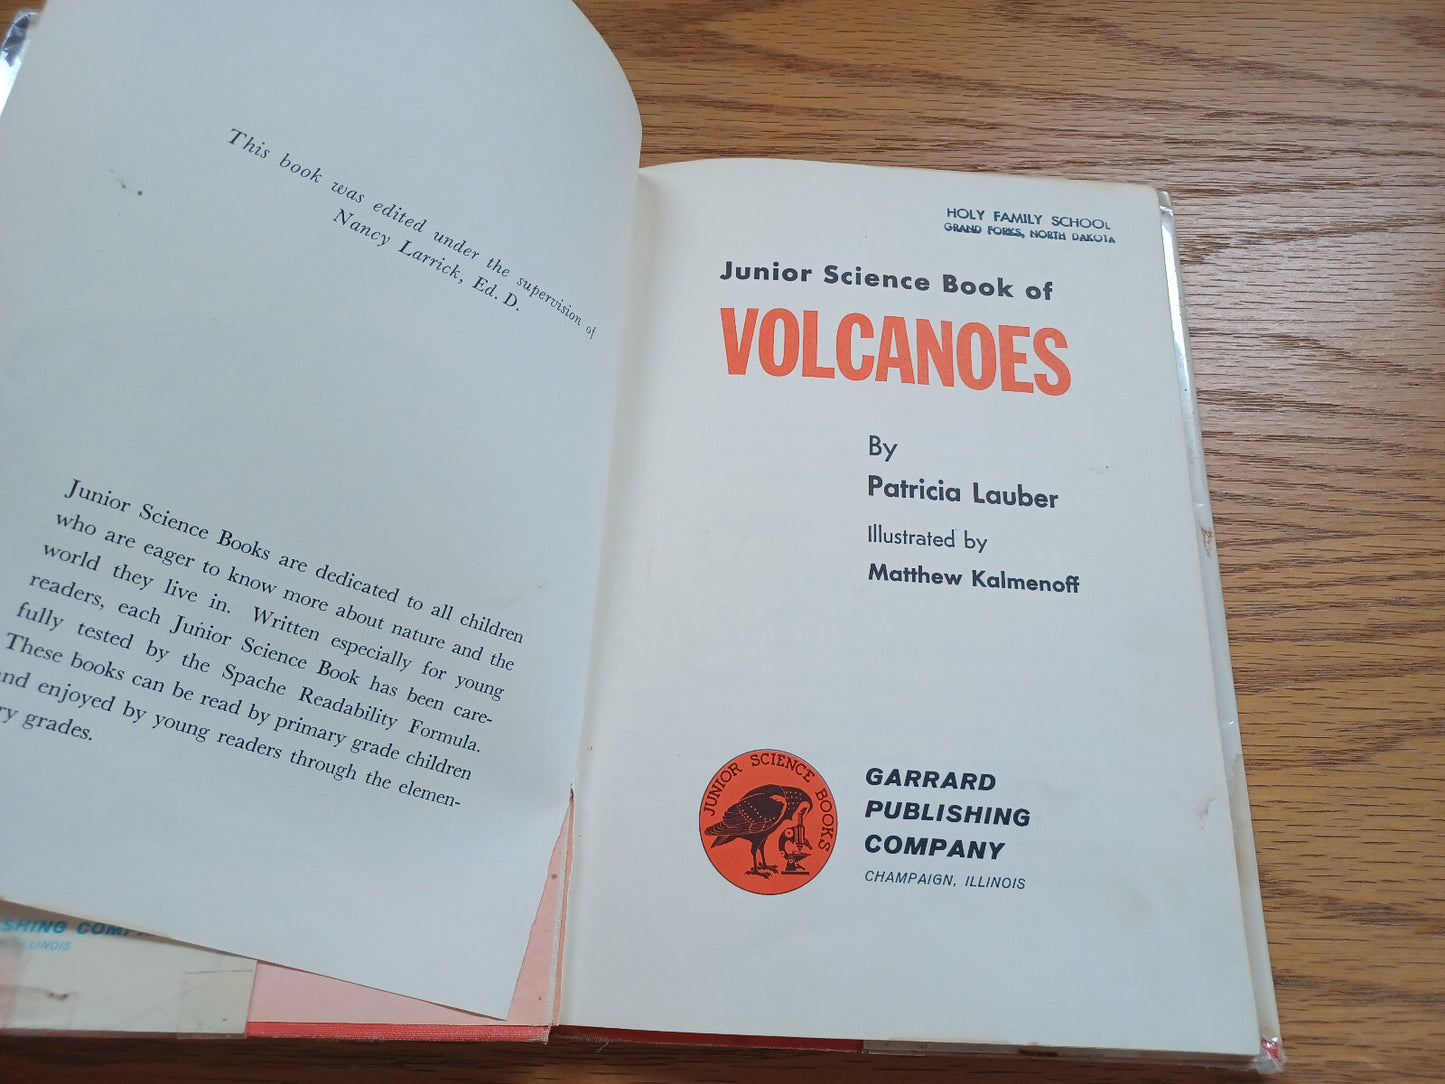 This book was edited under the supervision of
Nancy Larrick, Ed. D.
Junior Science Books are dedicated to all children
who are eager to know more about nature and the
world they live in. Written especially for young
readers, each Junior Science Book has been care-
fully tested by the Spache Readability Formula.
These books can be read by primary grade children
and enjoyed by young readers through the elemen-
ry grades.
SHING COMPA
ILLINOIS
HOLY FAMILY SCHOOL
GRAND FORKS, NORTH DAKOTA
Junior Science Book of
VOLCANOES
By
Patricia Lauber
Illustrated by
Matthew Kalmenoff
JUNIOR SCIENCE BOOKS
GARRARD
PUBLISHING
COMPANY
CHAMPAIGN, ILLINOIS